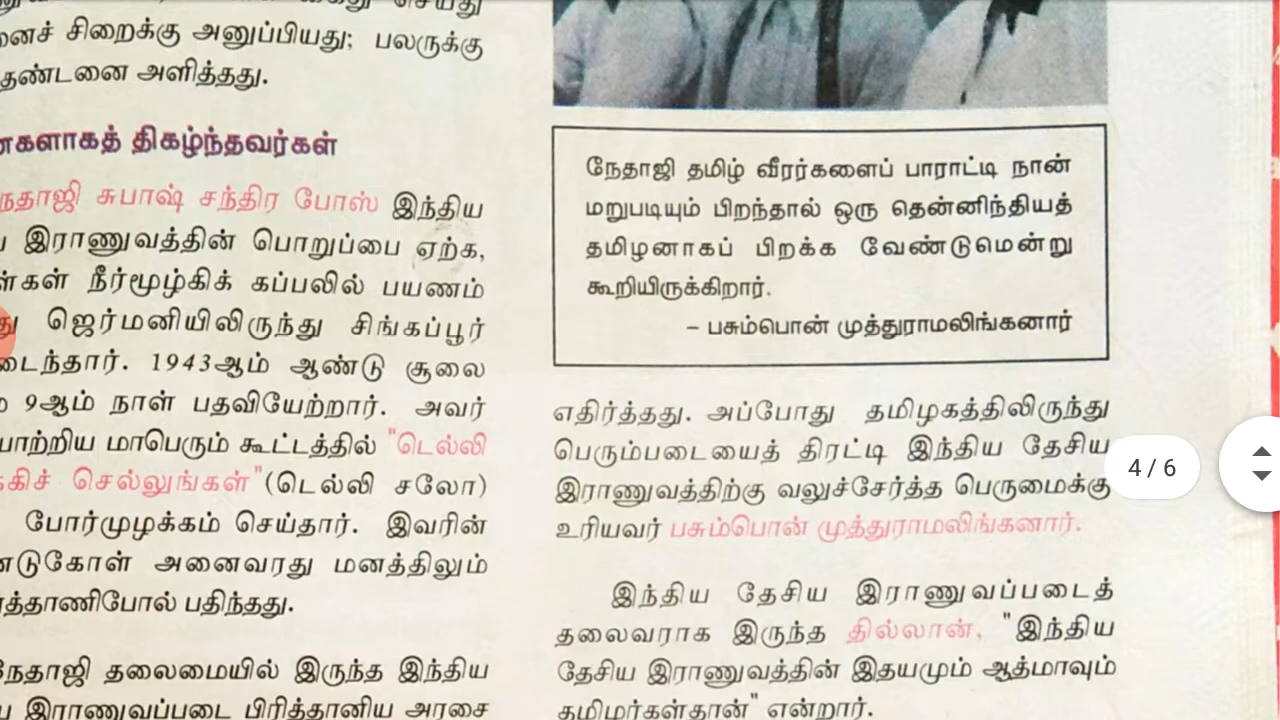 சிறைக்கு அனுப்பியது; பலருக்கு
தண்டனை அளித்தது.
திகழ்ந்தவர்கள்
நேதாஜி சுபாஷ் சந்திர போஸ் இந்திய
இராணுவத்தின் பொறுப்பை ஏற்க,
நீர்மூழ்கிக் கப்பலில் பயணம்
ஜெர்மனியிலிருந்து சிங்கப்பூர்
1943ஆம் ஆண்டு சூலை
9ஆம் நாள் பதவியேற்றார். அவர்
மாபெரும் கூட்டத்தில் "டெல்லி
செல்லுங்கள்"(டெல்லி சலோ)
போர்முழக்கம் செய்தார். இவரின்
அனைவரது மனத்திலும்
பதிந்தது.
நேதாஜி தலைமையில் இருந்த இந்திய
இராணுவப்படை பிரித்தானிய அரசை
நேதாஜி தமிழ் வீரர்களைப் பாராட்டி நான்
மறுபடியும் பிறந்தால் ஒரு தென்னிந்தியத்
தமிழனாகப் பிறக்க வேண்டுமென்று
கூறியிருக்கிறார்.
– பசும்பொன் முத்துராமலிங்கனார்
எதிர்த்தது. அப்போது தமிழகத்திலிருந்து
பெரும்படையைத் திரட்டி இந்திய தேசிய
இராணுவத்திற்கு வலுச்சேர்த்த பெருமைக்கு
உரியவர் பசும்பொன் முத்துராமலிங்கனார்.
இந்திய தேசிய இராணுவப்படைத்
தலைவராக இருந்த தில்லான், "இந்திய
தேசிய இராணுவத்தின் இதயமும் ஆத்மாவும்
தமிழர்கள்தான்" என்றார்.
4 / 6